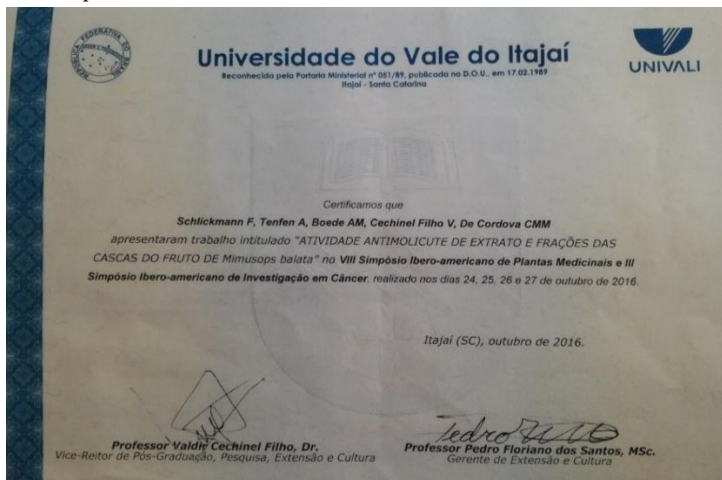 REPÚBLICA FEDERATIVA DO BRASIL
Universidade do Vale do Itajaí
Reconhecida pela Portaria Ministerial nº 051/89, publicada no D.O.U., em 17.02.1989
Itajaí - Santa Catarina
UNIVALI
Certificamos que
Schlickmann F, Tenfen A, Boede AM, Cechinel Filho V, De Cordova CMM
apresentaram trabalho intitulado "ATIVIDADE ANTIMOLICUTE DE EXTRATO E FRAÇÕES DAS
CASCAS DO FRUTO DE Mimusops balata" no VIII Simpósio Ibero-americano de Plantas Medicinais e III
Simpósio Ibero-americano de Investigação em Câncer, realizado nos dias 24, 25, 26 e 27 de outubro de 2016.
Itajaí (SC), outubro de 2016.
Professor Valdir Cechinel Filho, Dr.
Vice-Reitor de Pós-Graduação, Pesquisa, Extensão e Cultura
Pedro
Professor Pedro Floriano dos Santos, MSc.
Gerente de Extensão e Cultura